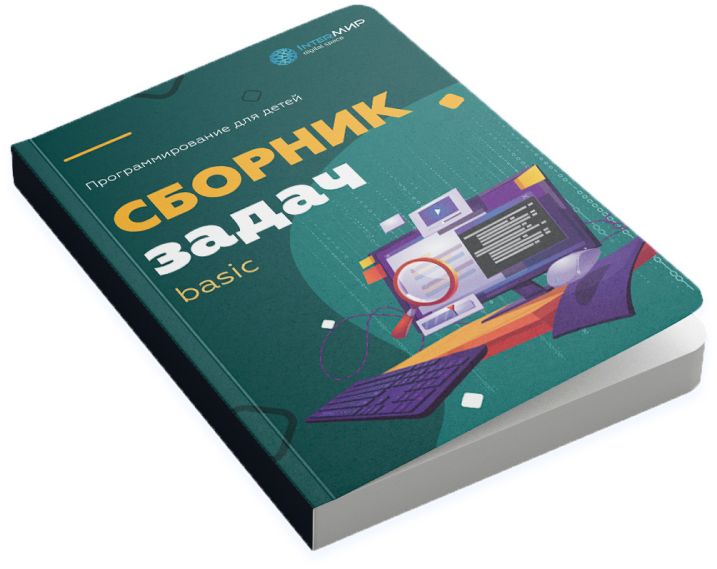 InterМир
digital space
Программирование для детей
СБОРНИК
задач
basic